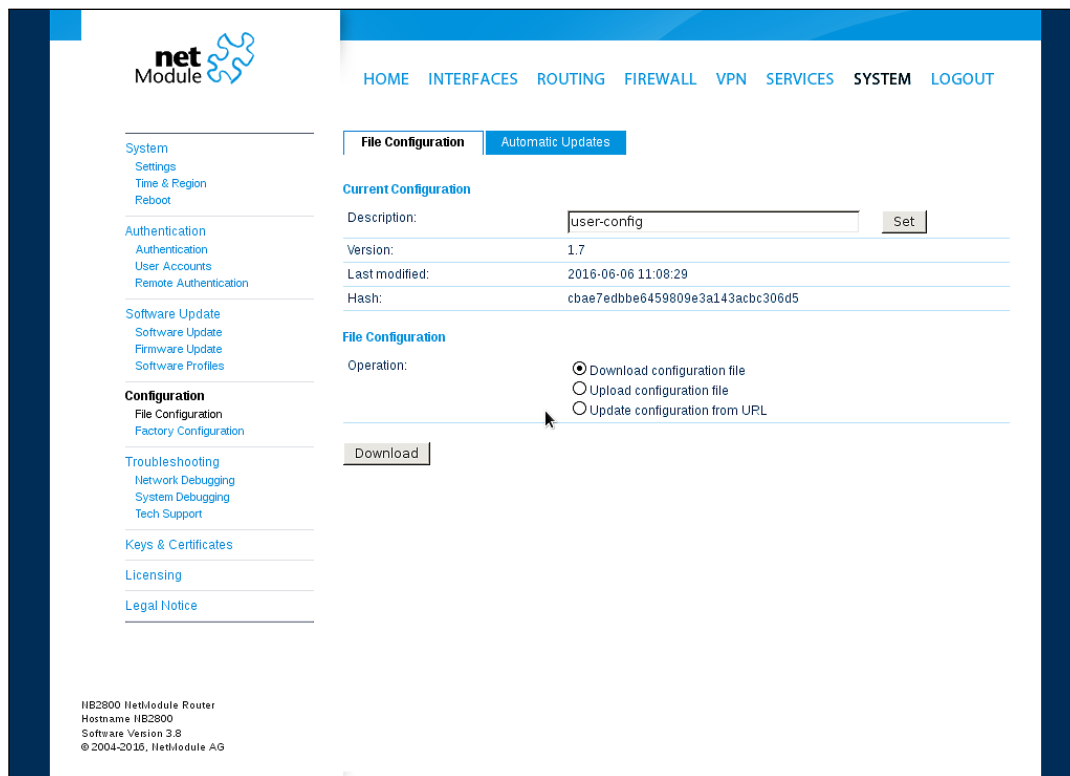 net
Module
HOME INTERFACES ROUTING FIREWALL VPN SERVICES SYSTEM LOGOUT
System
Settings
Time & Region
Reboot
Authentication
Authentication
User Accounts
Remote Authentication
Software Update
Software Update
Firmware Update
Software Profiles
Configuration
File Configuration
Factory Configuration
Troubleshooting
Network Debugging
System Debugging
Tech Support
Keys & Certificates
Licensing
Legal Notice
File Configuration Automatic Updates
Current Configuration
Description: user-config Set
Version: 1.7
Last modified: 2016-06-06 11:08:29
Hash: cbae7edbbe6459809e3a143acbc306d5
File Configuration
Operation: Download configuration file
Upload configuration file
Update configuration from URL
Download
NB2800 NetModule Router
Hostname NB2800
Software Version 3.8
© 2004-2016, NetModule AG